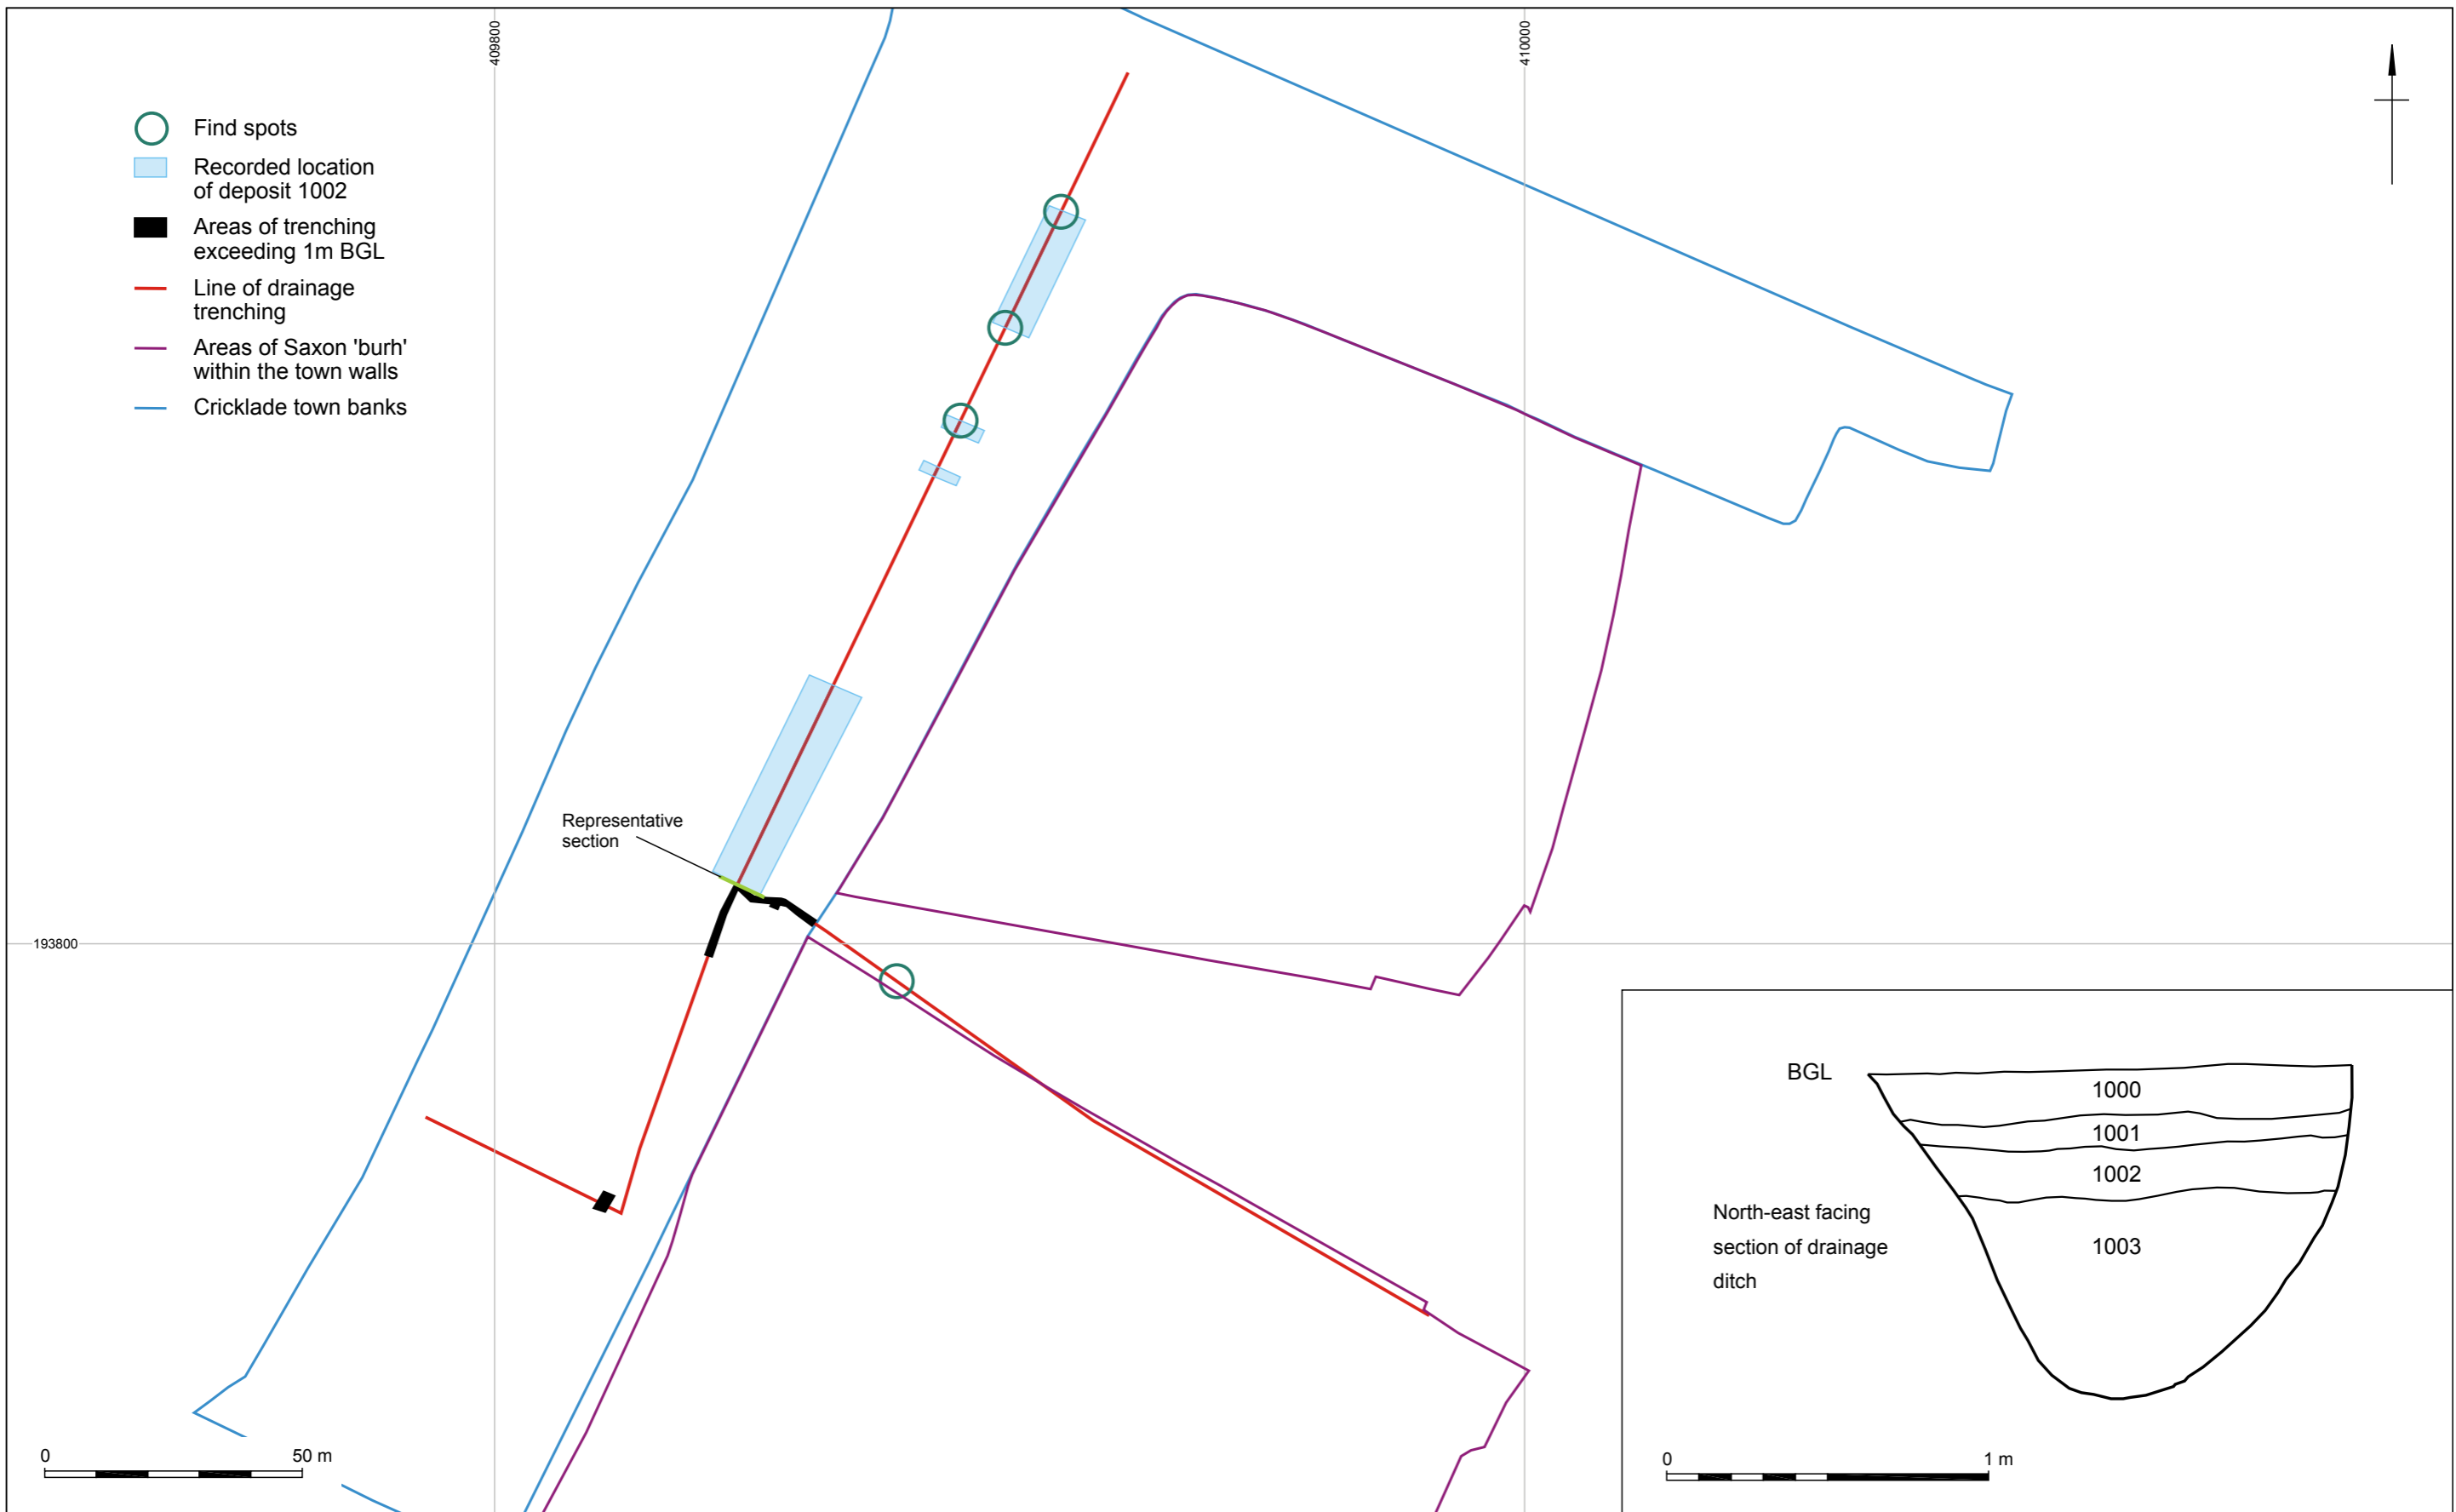 409800
410000
Find spots
Recorded location
of deposit 1002
Areas of trenching
exceeding 1m BGL
Line of drainage
trenching
Areas of Saxon 'burh'
within the town walls
Cricklade town banks
Representative
section
193800
BGL
1000
1001
1002
1003
North-east facing
section of drainage
ditch
0 50 m
0 1 m